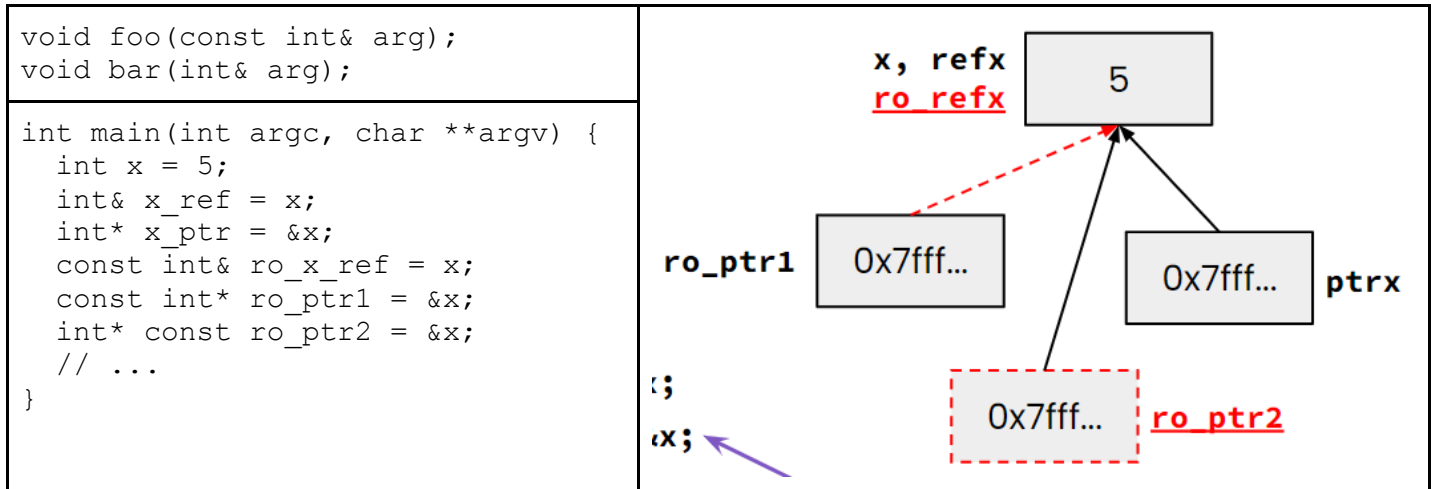 void foo(const int& arg);
void bar(int& arg);
int main(int argc, char **argv) {
  int x = 5;
  int& x_ref = x;
  int* x_ptr = &x;
  const int& ro_x_ref = x;
  const int* ro_ptr1 = &x;
  int* const ro_ptr2 = &x;
  // ...
}
x, refx
ro_refx
5
ro_ptr1
0x7fff...
0x7fff...
ptrx
x;
&x;
0x7fff...
ro_ptr2